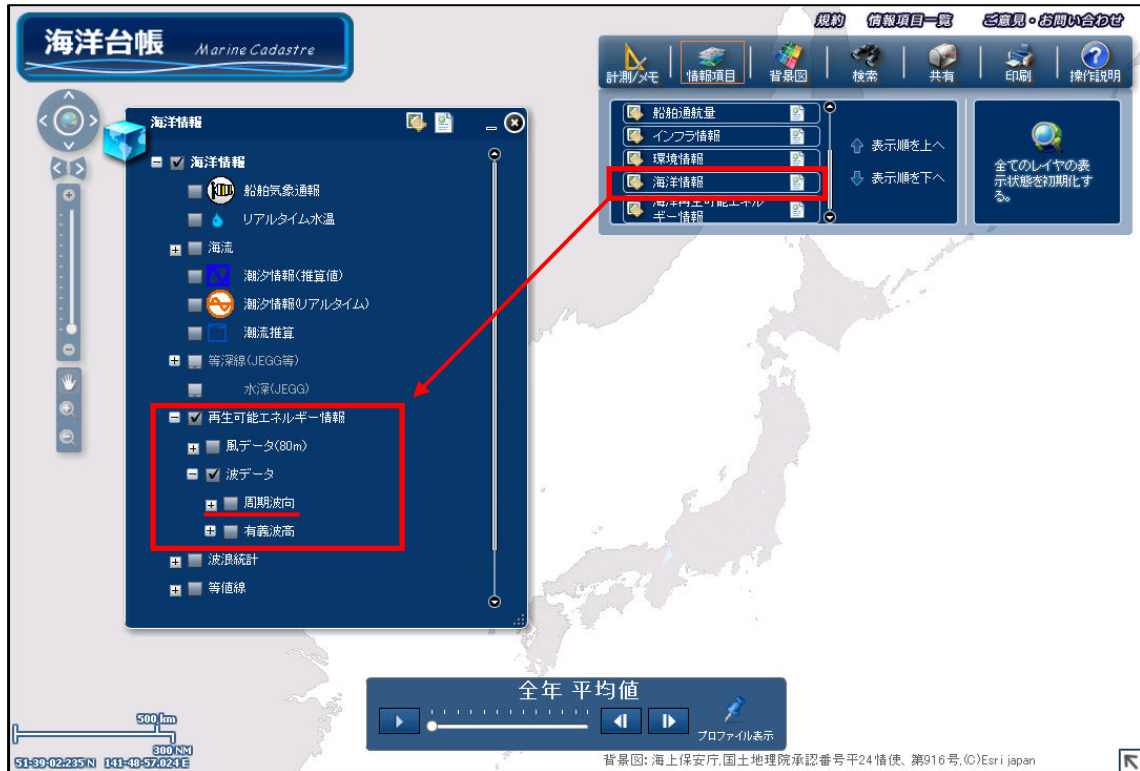 規約 情報項目一覧 ご意見・お問い合わせ
海洋台帳 Marine Cadastre
計測/メモ 情報項目 背景図 検索 共有 印刷 操作説明
船舶通航量
インフラ情報
環境情報
海洋情報
海洋再生可能エネル
ギー情報
表示順を上へ
表示順を下へ
全てのレイヤの表
示状態を初期化す
る。
海洋情報
海洋情報
船舶気象通報
リアルタイム水温
海流
潮汐情報(推算値)
潮汐情報(リアルタイム)
潮流推算
等深線(JEGG等)
水深(JEGG)
再生可能エネルギー情報
風データ(80m)
波データ
周期波向
有義波高
波浪統計
等値線
全年 平均値
プロファイル表示
500 km
300 NM
51-39-02.235 N 141-48-57.024 E
背景図: 海上保安庁,国土地理院承認番号平24情使、第916号,(C)Esri japan